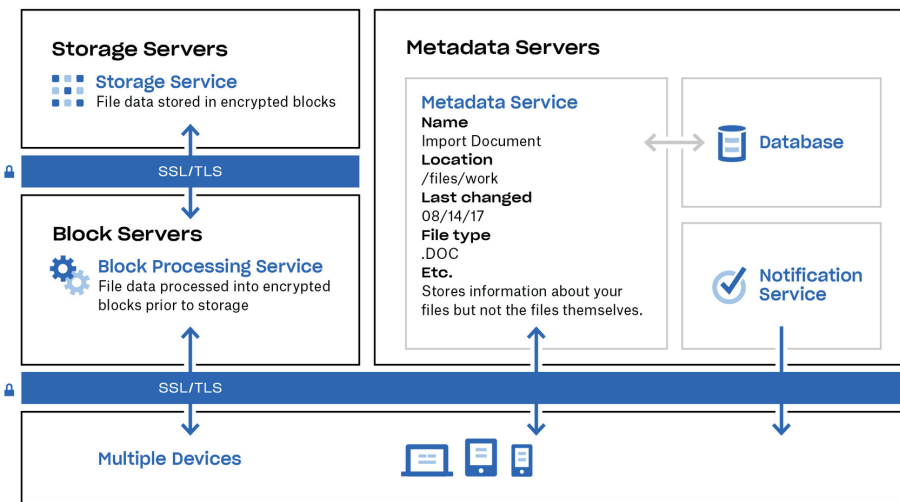 Storage Servers
Storage Service
File data stored in encrypted blocks
SSL/TLS
Block Servers
Block Processing Service
File data processed into encrypted
blocks prior to storage
Metadata Servers
Metadata Service
Name
Import Document
Location
/files/work
Last changed
08/14/17
File type
.DOC
Etc.
Stores information about your
files but not the files themselves.
Database
Notification
Service
SSL/TLS
Multiple Devices